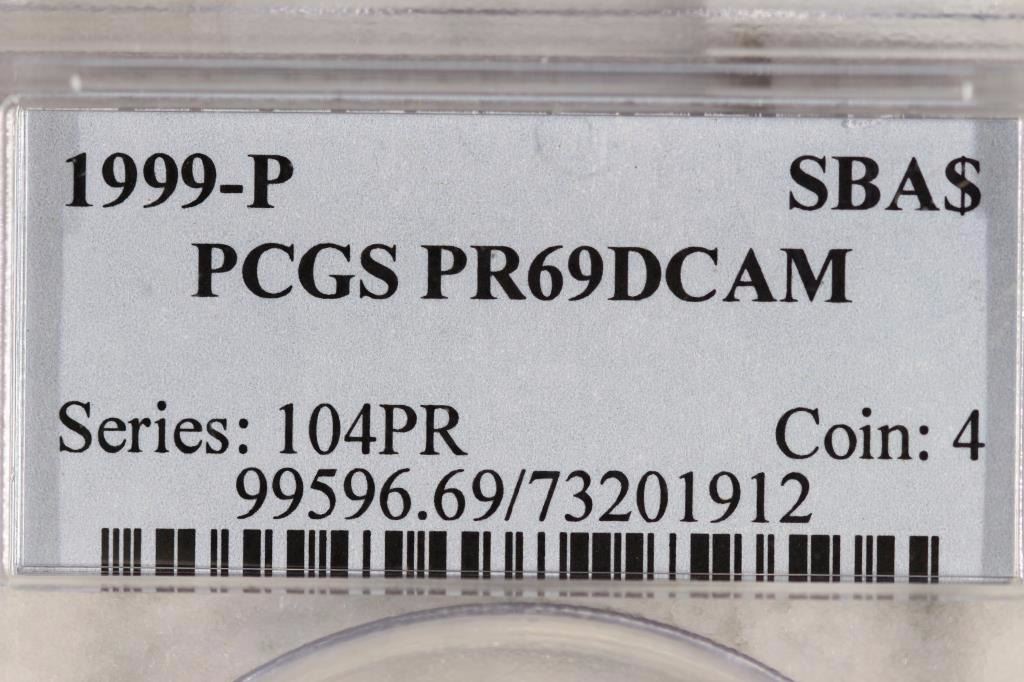 1999-P SBA$
PCGS PR69DCAM
Series: 104PR Coin: 4
99596.69/73201912